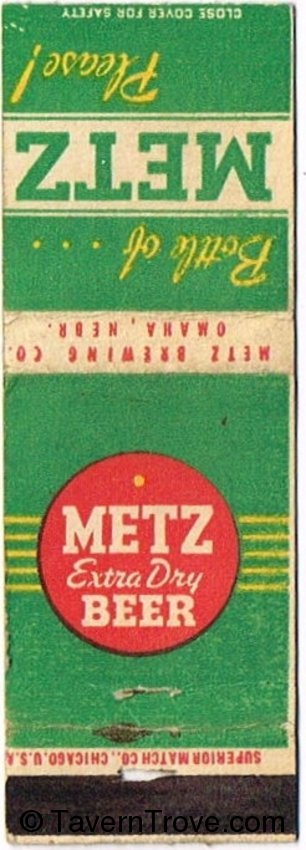 CLOSE COVER FOR SAFETY
Bottle of . . . .
METZ
Please!
METZ BREWING CO.
OMAHA, NEBR.
METZ
Extra Dry
BEER
SUPERIOR MATCH CO., CHICAGO, U.S.A
© TavernTrove.com